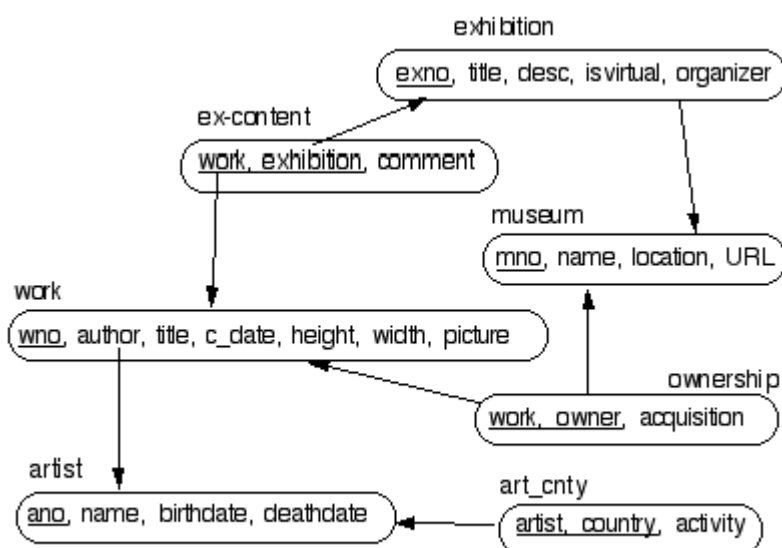 exhibition
exno, title, desc, isvirtual, organizer
ex-content
work, exhibition, comment
museum
mno, name, location, URL
work
wno, author, title, c_date, height, width, picture
ownership
work, owner, acquisition
artist
ano, name, birthdate, deathdate
art_cnty
artist, country, activity